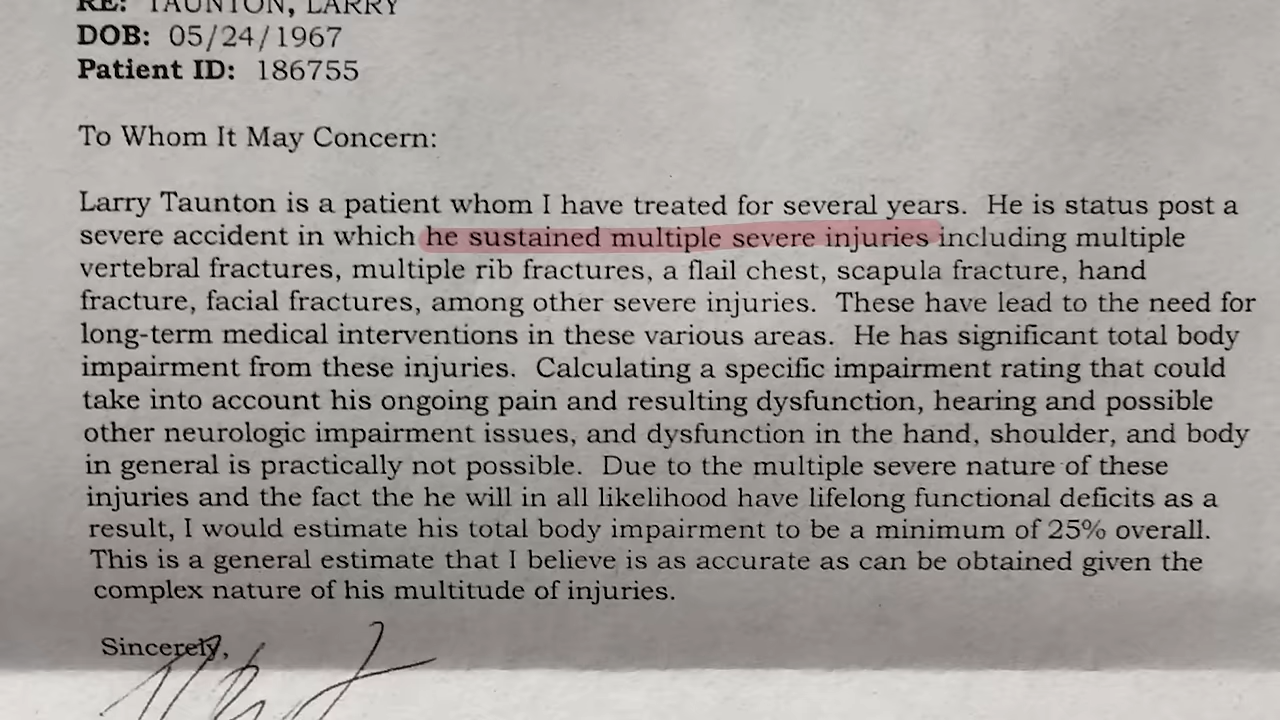 RE: TAUNTON, LARRY
DOB: 05/24/1967
Patient ID: 186755
To Whom It May Concern:
Larry Taunton is a patient whom I have treated for several years. He is status post a
severe accident in which he sustained multiple severe injuries including multiple
vertebral fractures, multiple rib fractures, a flail chest, scapula fracture, hand
fracture, facial fractures, among other severe injuries. These have lead to the need for
long-term medical interventions in these various areas. He has significant total body
impairment from these injuries. Calculating a specific impairment rating that could
take into account his ongoing pain and resulting dysfunction, hearing and possible
other neurologic impairment issues, and dysfunction in the hand, shoulder, and body
in general is practically not possible. Due to the multiple severe nature of these
injuries and the fact the he will in all likelihood have lifelong functional deficits as a
result, I would estimate his total body impairment to be a minimum of 25% overall.
This is a general estimate that I believe is as accurate as can be obtained given the
complex nature of his multitude of injuries.
Sincerely,